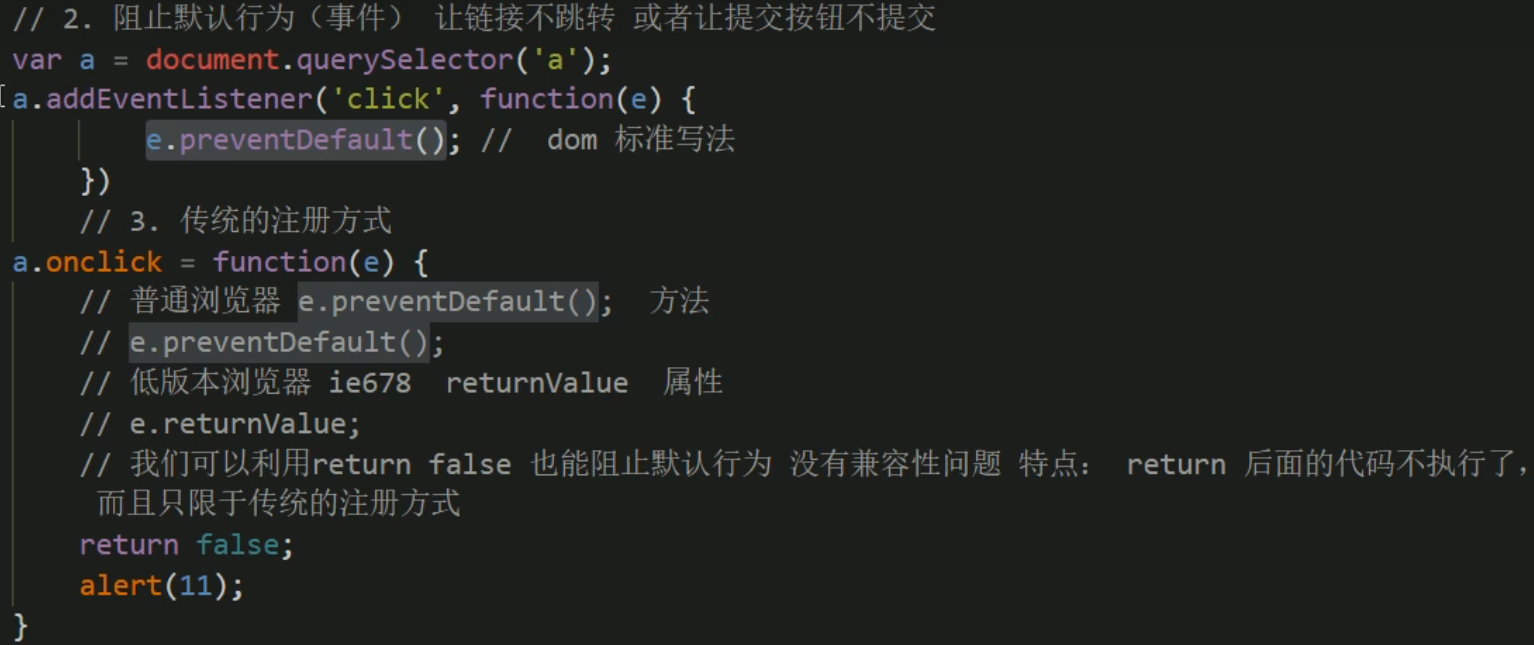 // 2. 阻止默认行为（事件） 让链接不跳转 或者让提交按钮不提交
var a = document.querySelector('a');
a.addEventListener('click', function(e) {
e.preventDefault(); //  dom 标准写法
})
// 3. 传统的注册方式
a.onclick = function(e) {
// 普通浏览器 e.preventDefault();  方法
// e.preventDefault();
// 低版本浏览器 ie678  returnValue  属性
// e.returnValue;
// 我们可以利用return false 也能阻止默认行为 没有兼容性问题 特点： return 后面的代码不执行了，
而且只限于传统的注册方式
return false;
alert(11);
}